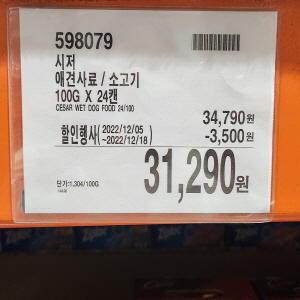 598079
시저
애견사료 / 소고기
100G X 24캔
CESAR WET DOG FOOD 24/100
34,790원
할인행사 (2022/12/05 ~2022/12/18)
-3,500원
31,290원
단가:1,304/100G